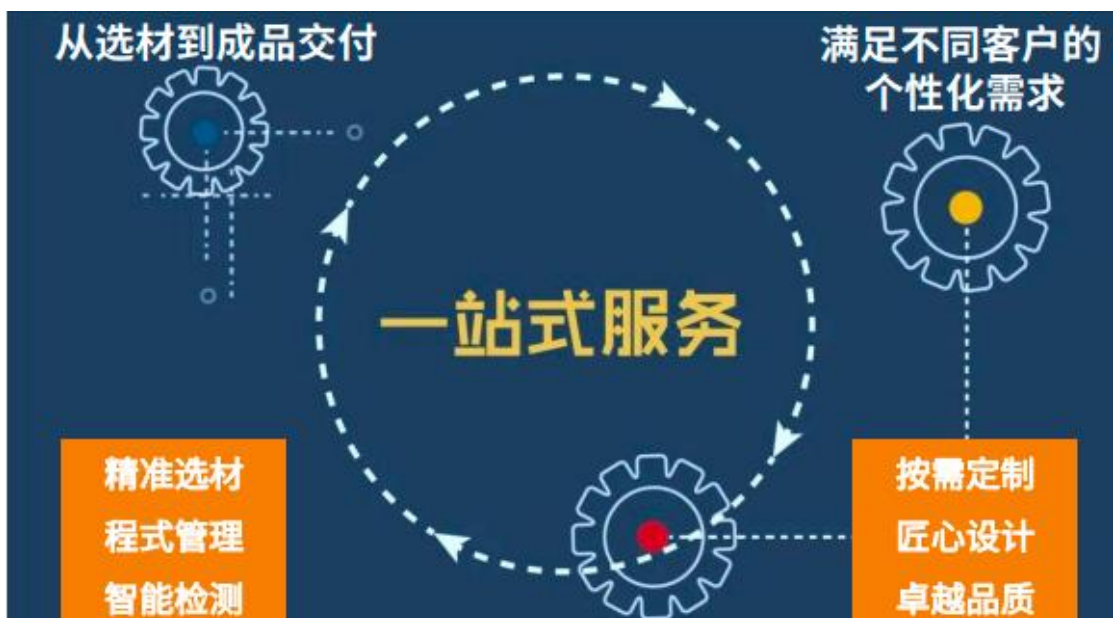 从选材到成品交付
满足不同客户的
个性化需求
一站式服务
精准选材
程式管理
智能检测
按需定制
匠心设计
卓越品质